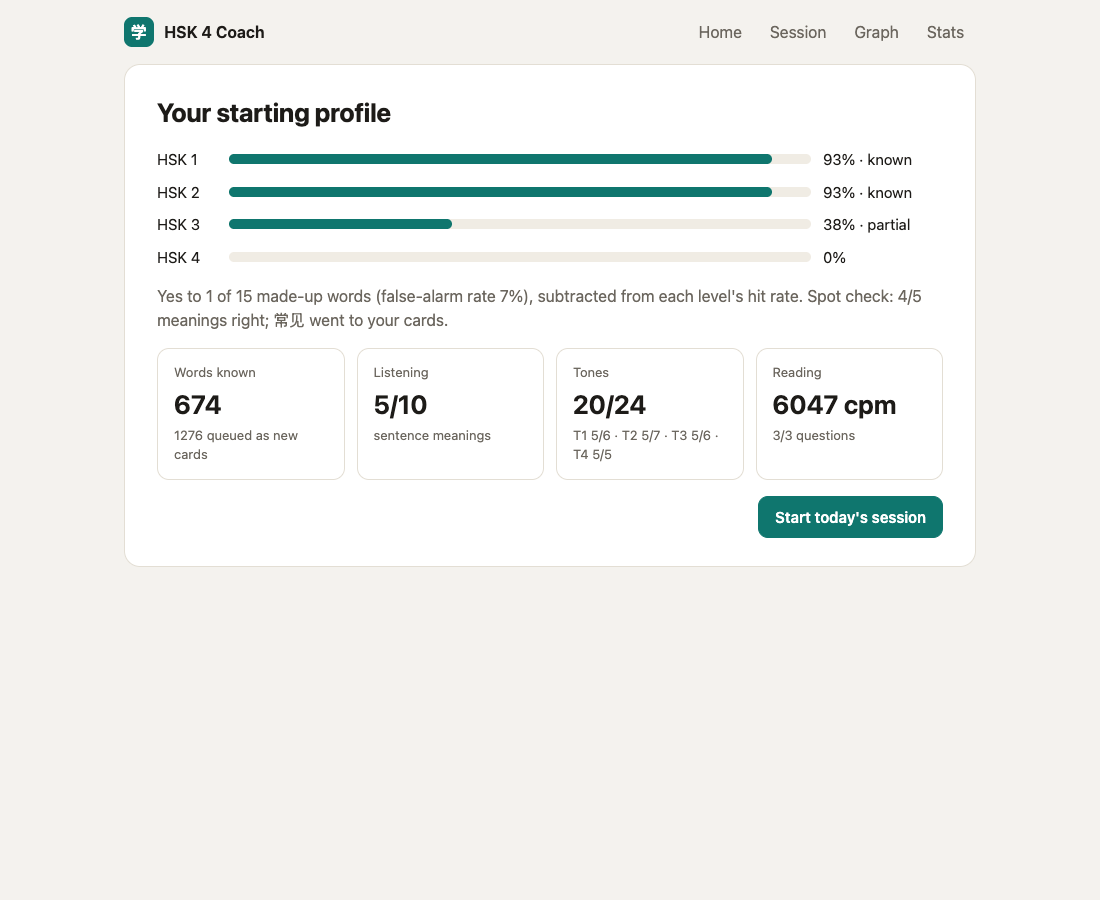 学 HSK 4 Coach Home Session Graph Stats
Your starting profile
HSK 1 93% · known
HSK 2 93% · known
HSK 3 38% · partial
HSK 4 0%
Yes to 1 of 15 made-up words (false-alarm rate 7%), subtracted from each level's hit rate. Spot check: 4/5
meanings right; 常见 went to your cards.
Words known
674
1276 queued as new
cards
Listening
5/10
sentence meanings
Tones
20/24
T1 5/6 · T2 5/7 · T3 5/6 ·
T4 5/5
Reading
6047 cpm
3/3 questions
Start today's session